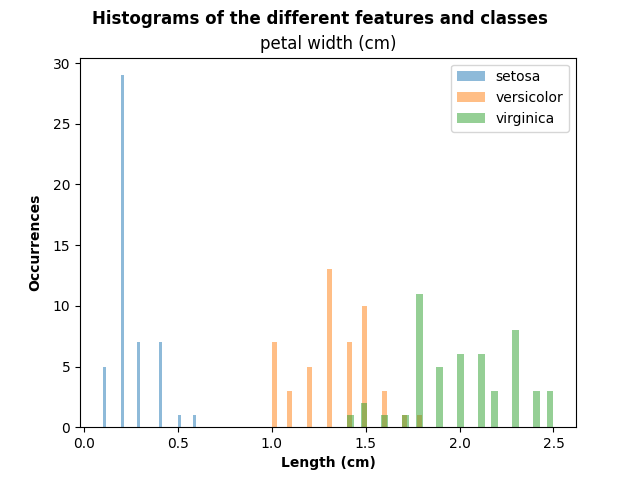 Histograms of the different features and classes
petal width (cm)
setosa
versicolor
virginica
30
25
20
15
10
5
0
Occurrences
0.0 0.5 1.0 1.5 2.0 2.5
Length (cm)